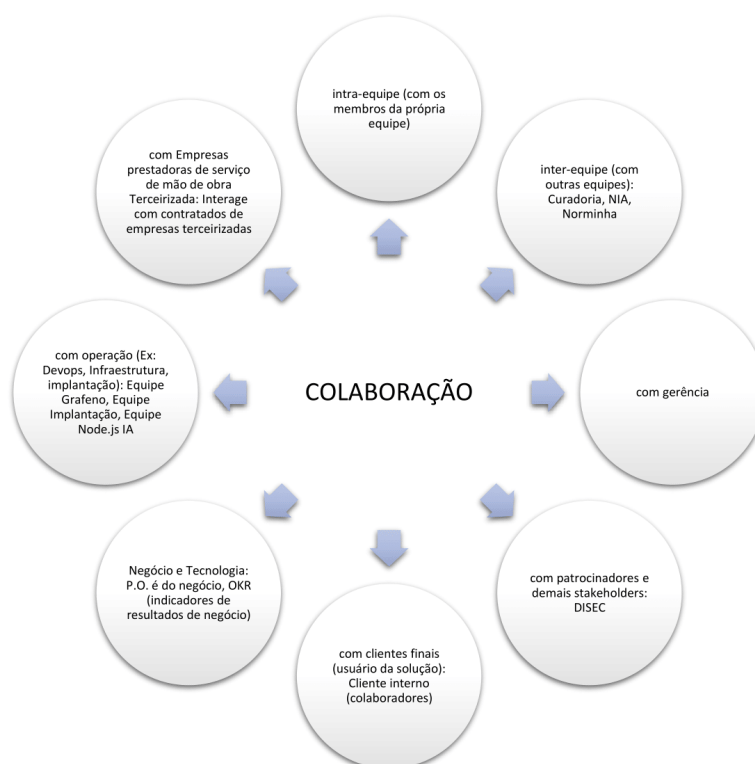 intra-equipe (com os
membros da própria
equipe)
inter-equipe (com
outras equipes):
Curadoria, NIA,
Norminha
com gerência
com patrocinadores e
demais stakeholders:
DISEC
com clientes finais
(usuário da solução):
Cliente interno
(colaboradores)
Negócio e Tecnologia:
P.O. é do negócio, OKR
(indicadores de
resultados de negócio)
com operação (Ex:
Devops, Infraestrutura,
implantação): Equipe
Grafeno, Equipe
Implantação, Equipe
Node.js IA
com Empresas
prestadoras de serviço
de mão de obra
Terceirizada: Interage
com contratados de
empresas terceirizadas
COLABORAÇÃO